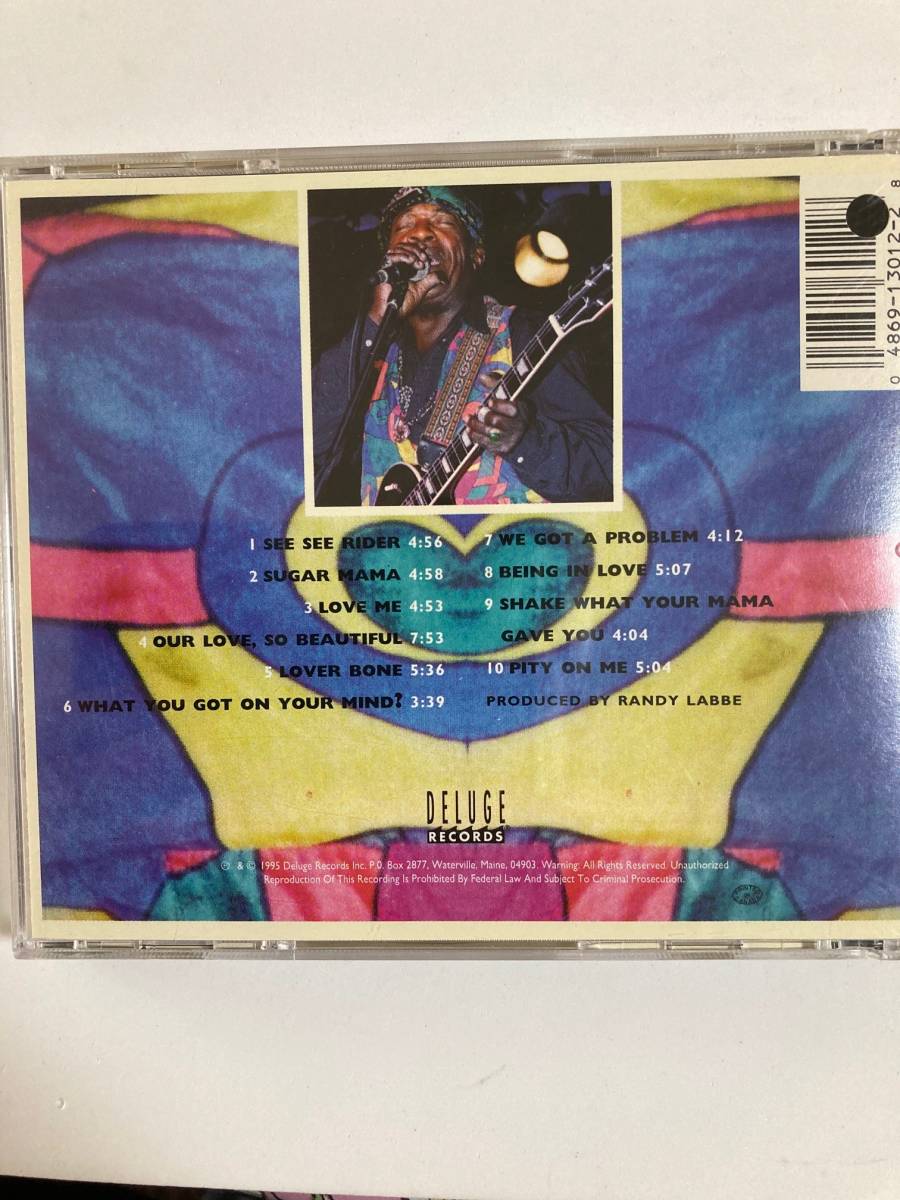 1 SEE SEE RIDER 4:56
2 SUGAR MAMA 4:58
3 LOVE ME 4:53
4 OUR LOVE, SO BEAUTIFUL 7:53
5 LOVER BONE 5:36
6 WHAT YOU GOT ON YOUR MIND? 3:39
7 WE GOT A PROBLEM 4:12
8 BEING IN LOVE 5:07
9 SHAKE WHAT YOUR MAMA
GAVE YOU 4:04
10 PITY ON ME 5:04
PRODUCED BY RANDY LABBE
0 4869-13012-2 8
DELUGE
RECORDS
℗ & © 1995 Deluge Records Inc. P.O. Box 2877, Waterville, Maine, 04903. Warning: All Rights Reserved. Unauthorized
Reproduction Of This Recording Is Prohibited By Federal Law And Subject To Criminal Prosecution.